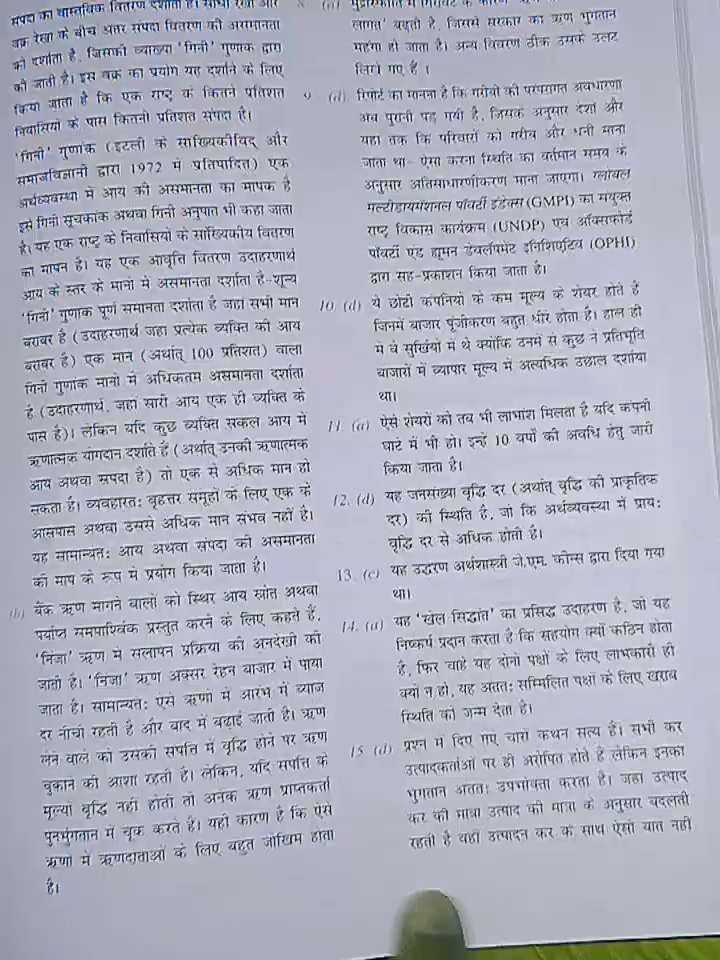 संपदा का वास्तविक वितरण दर्शाता है। सीधी रेखा और
वक्र रेखा के बीच अंतर संपदा वितरण की असमानता
को दर्शाता है, जिसकी व्याख्या 'गिनी' गुणांक द्वारा
की जाती है। इस वक्र का प्रयोग यह दर्शाने के लिए
किया जाता है कि एक राष्ट्र के कितने प्रतिशत
निवासियों के पास कितनी प्रतिशत संपदा है।
'गिनी' गुणांक (इटली के सांख्यिकीविद् और
समाजविज्ञानी द्वारा 1972 में प्रतिपादित) एक
अर्थव्यवस्था में आय की असमानता का मापक है
इसे गिनी सूचकांक अथवा गिनी अनुपात भी कहा जाता
है। यह एक राष्ट्र के निवासियों के सांख्यिकीय वितरण
का मापन है। यह एक आवृत्ति वितरण उदाहरणार्थ
आय के स्तर के मानों में असमानता दर्शाता है-शून्य
'गिनी' गुणांक पूर्ण समानता दर्शाता है जहां सभी मान
बराबर है (उदाहरणार्थ जहां प्रत्येक व्यक्ति की आय
बराबर है) एक मान (अर्थात् 100 प्रतिशत) वाला
गिनी गुणांक मानों में अधिकतम असमानता दर्शाता
है (उदाहरणार्थ, जहां सारी आय एक ही व्यक्ति के
पास है)। लेकिन यदि कुछ व्यक्ति सकल आय में
ऋणात्मक योगदान दर्शाते हैं (अर्थात् उनकी ऋणात्मक
आय अथवा संपदा है) तो एक से अधिक मान हो
सकता है। व्यवहारतः बृहत्तर समूहों के लिए एक के
आसपास अथवा उससे अधिक मान संभव नहीं है।
यह सामान्यतः आय अथवा संपदा की असमानता
की माप के रूप में प्रयोग किया जाता है।
(b) बैंक ऋण मांगने वालों को स्थिर आय स्रोत अथवा
पर्याप्त समपार्श्विक प्रस्तुत करने के लिए कहते हैं,
'निंजा' ऋण में सत्यापन प्रक्रिया की अनदेखी की
जाती है। 'निंजा' ऋण अक्सर रेहन बाजार में पाया
जाता है। सामान्यतः ऐसे ऋणों में आरंभ में ब्याज
दर नीची रहती है और बाद में बढ़ाई जाती है। ऋण
लेने वाले को उसकी संपत्ति में वृद्धि होने पर ऋण
चुकाने की आशा रहती है। लेकिन, यदि संपत्ति के
मूल्यों वृद्धि नहीं होती तो अनेक ऋण प्राप्तकर्ता
पुनर्भुगतान में चूक करते है। यही कारण है कि ऐसे
ऋणों में ऋणदाताओं के लिए बहुत जोखिम होता
है।
लागत' बढ़ती है, जिससे सरकार का ऋण भुगतान
महंगा हो जाता है। अन्य विवरण ठीक उसके उलट
लिखे गए हैं।
9. (d) रिपोर्ट का मानना है कि गरीबी की परंपरागत अवधारणा
अब पुरानी पड़ गयी है, जिसके अनुसार देशों और
यहां तक कि परिवारों को गरीब और धनी माना
जाता था- ऐसा करना स्थिति का वर्तमान समय के
अनुसार अतिसाधारणीकरण माना जाएगा। ग्लोबल
मल्टीडायमेंशनल पॉवर्टी इंडेक्स (GMPI) का संयुक्त
राष्ट्र विकास कार्यक्रम (UNDP) एवं ऑक्सफोर्ड
पॉवर्टी एंड ह्यूमन डेवलपमेंट इनिशिएटिव (OPHI)
द्वारा सह-प्रकाशन किया जाता है।
10. (d) ये छोटी कंपनियों के कम मूल्य के शेयर होते हैं
जिनमें बाजार पूंजीकरण बहुत धीरे होता है। हाल ही
में वे सुर्खियों में थे क्योंकि उनमें से कुछ ने प्रतिभूति
बाजारों में व्यापार मूल्य में अत्यधिक उछाल दर्शाया
था।
11. (a) ऐसे शेयरों को तब भी लाभांश मिलता है यदि कंपनी
घाटे में भी हो। इन्हें 10 वर्षों की अवधि हेतु जारी
किया जाता है।
12. (d) यह जनसंख्या वृद्धि दर (अर्थात् वृद्धि की प्राकृतिक
दर) की स्थिति है, जो कि अर्थव्यवस्था में प्रायः
वृद्धि दर से अधिक होती है।
13. (c) यह उद्धरण अर्थशास्त्री जे.एम. कीन्स द्वारा दिया गया
था।
14. (a) यह 'खेल सिद्धांत' का प्रसिद्ध उदाहरण है, जो यह
निष्कर्ष प्रदान करता है कि सहयोग क्यों कठिन होता
है, फिर चाहे यह दोनों पक्षों के लिए लाभकारी ही
क्यों न हो, यह अंततः सम्मिलित पक्षों के लिए खराब
स्थिति को जन्म देता है।
15. (d) प्रश्न में दिए गए चारों कथन सत्य हैं। सभी कर
उत्पादकर्ताओं पर ही आरोपित होते हैं लेकिन इनका
भुगतान अंततः उपभोक्ता करता है। जहां उत्पाद
कर की मात्रा उत्पाद की मात्रा के अनुसार बदलती
रहती है वहीं उत्पादन कर के साथ ऐसी बात नहीं